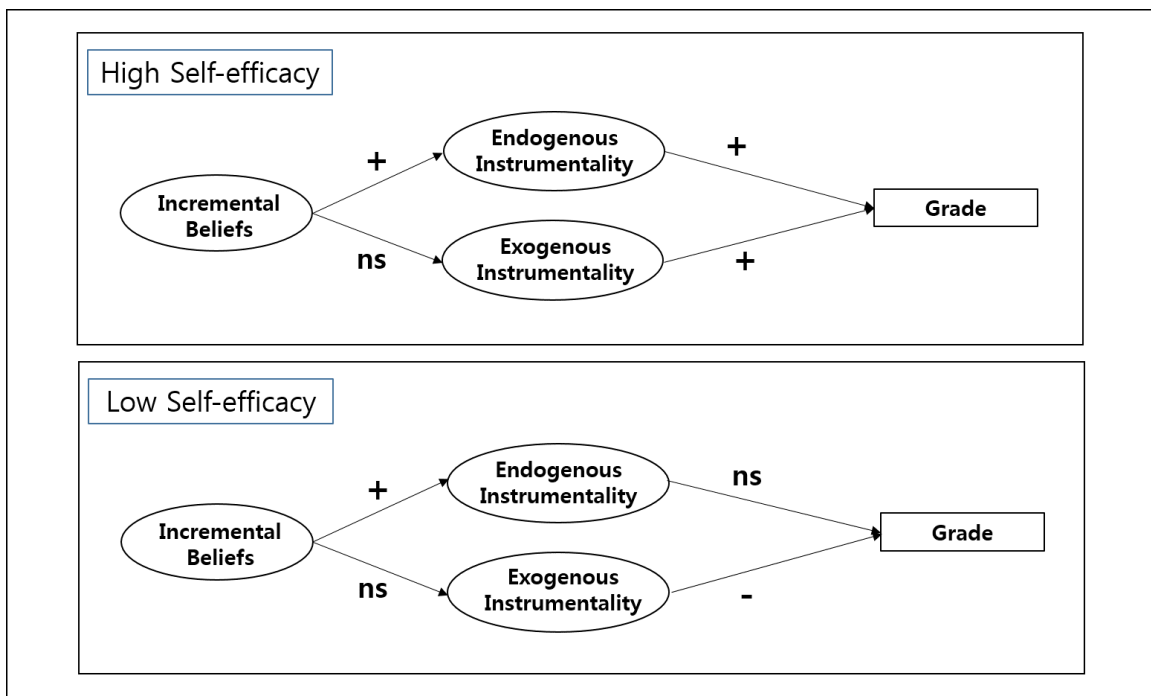 High Self-efficacy
Endogenous
Instrumentality
+
+
Incremental
Beliefs
Grade
ns
Exogenous
Instrumentality
+
Low Self-efficacy
Endogenous
Instrumentality
+
ns
Incremental
Beliefs
Grade
ns
Exogenous
Instrumentality
-